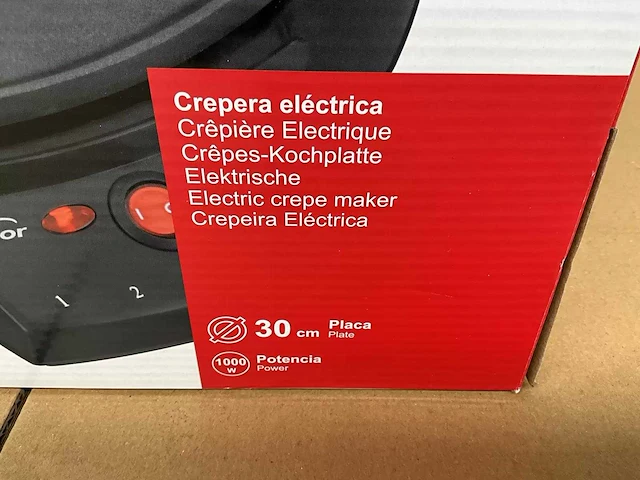 Crepera eléctrica
Crêpière Electrique
Crêpes-Kochplatte
Elektrische
Electric crepe maker
Crepeira Eléctrica
or
1 2
30 cm Placa
Plate
1000 W Potencia
Power